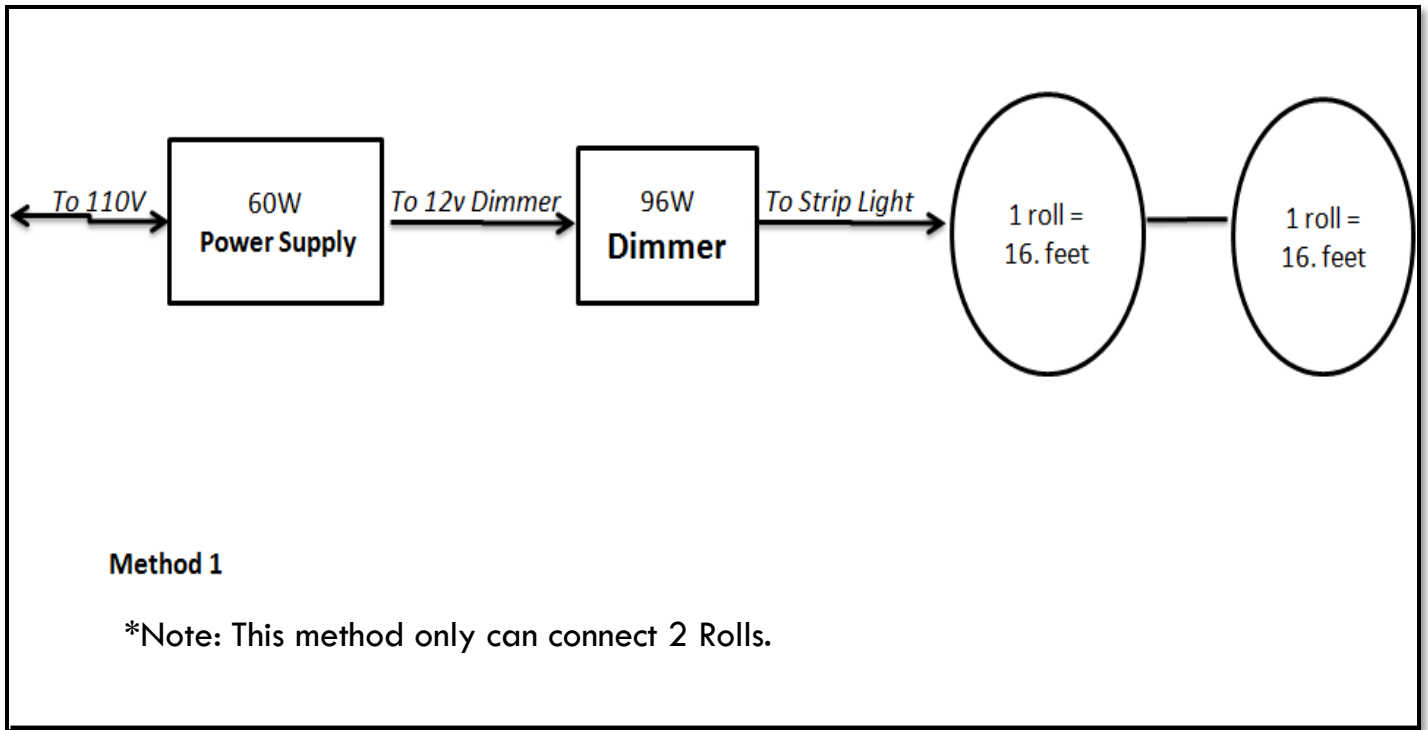 To 110V
60W
Power Supply
To 12v Dimmer
96W
Dimmer
To Strip Light
1 roll =
16. feet
1 roll =
16. feet
Method 1
*Note: This method only can connect 2 Rolls.